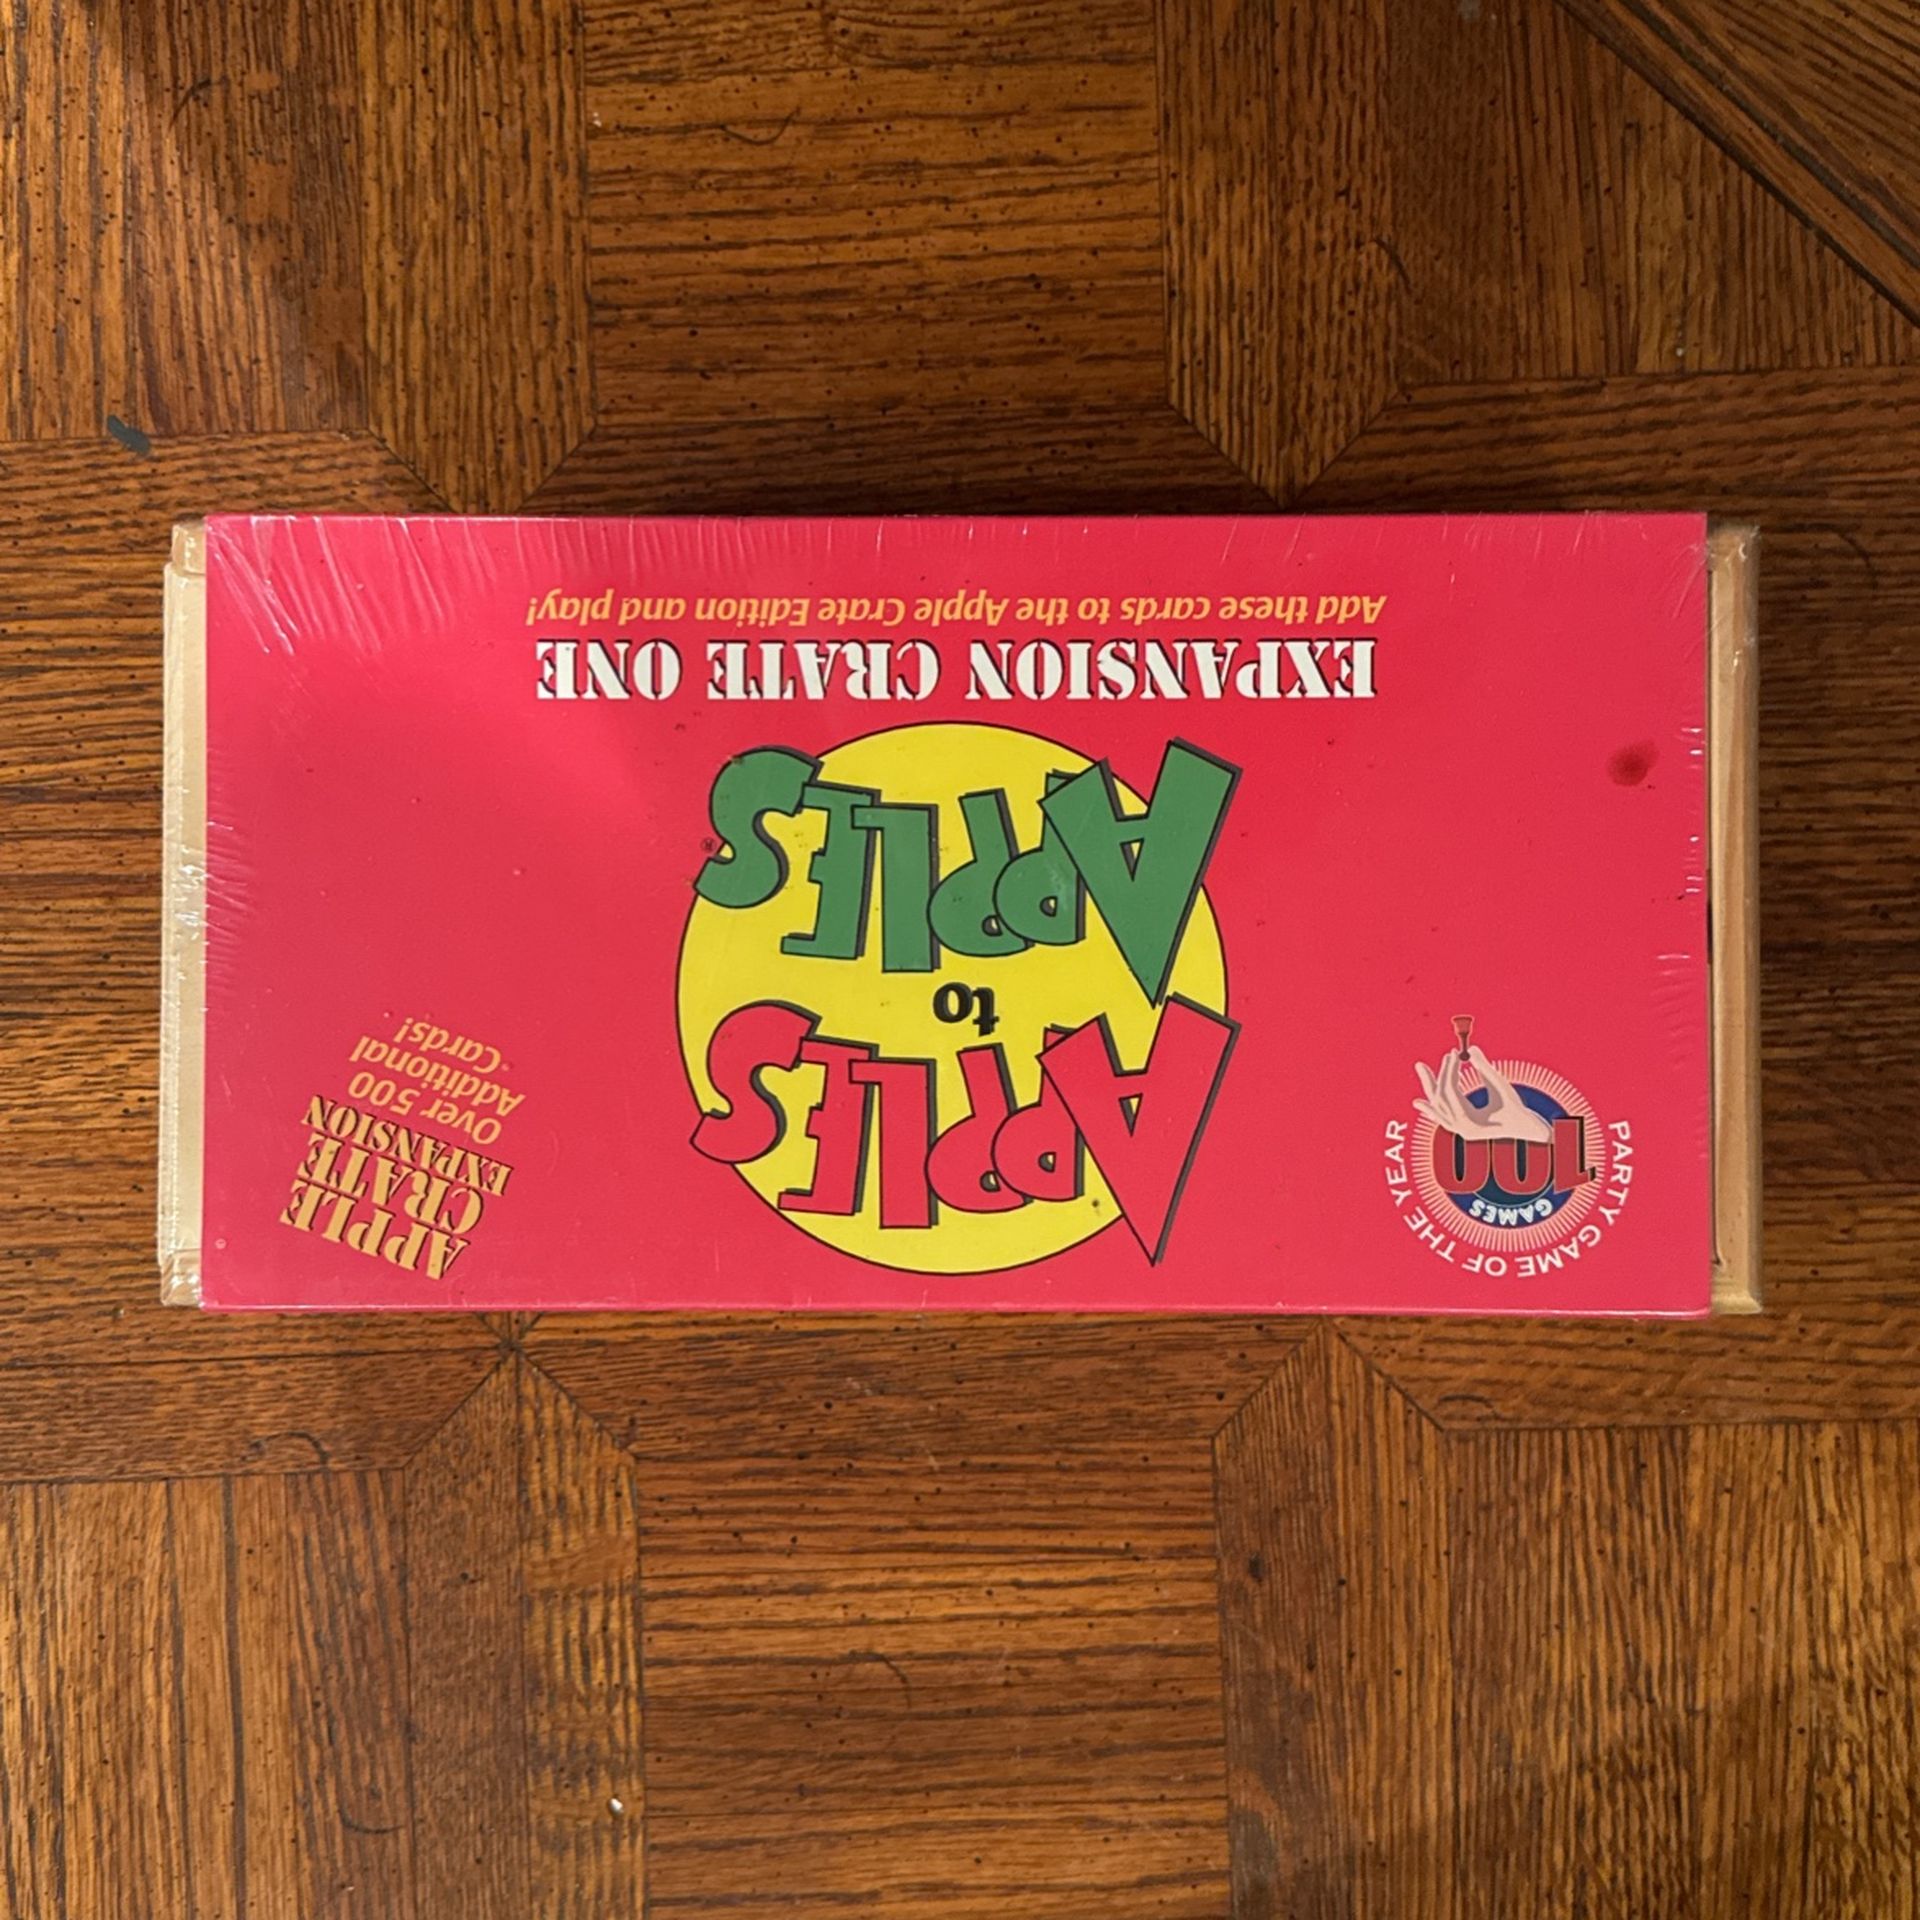 PARTY GAME OF THE YEAR
GAMES
100
APPLES
to
APPLES®
APPLE
CRATE
EXPANSION
Over 500
Additional
Cards!
EXPANSION CRATE ONE
Add these cards to the Apple Crate Edition and play!